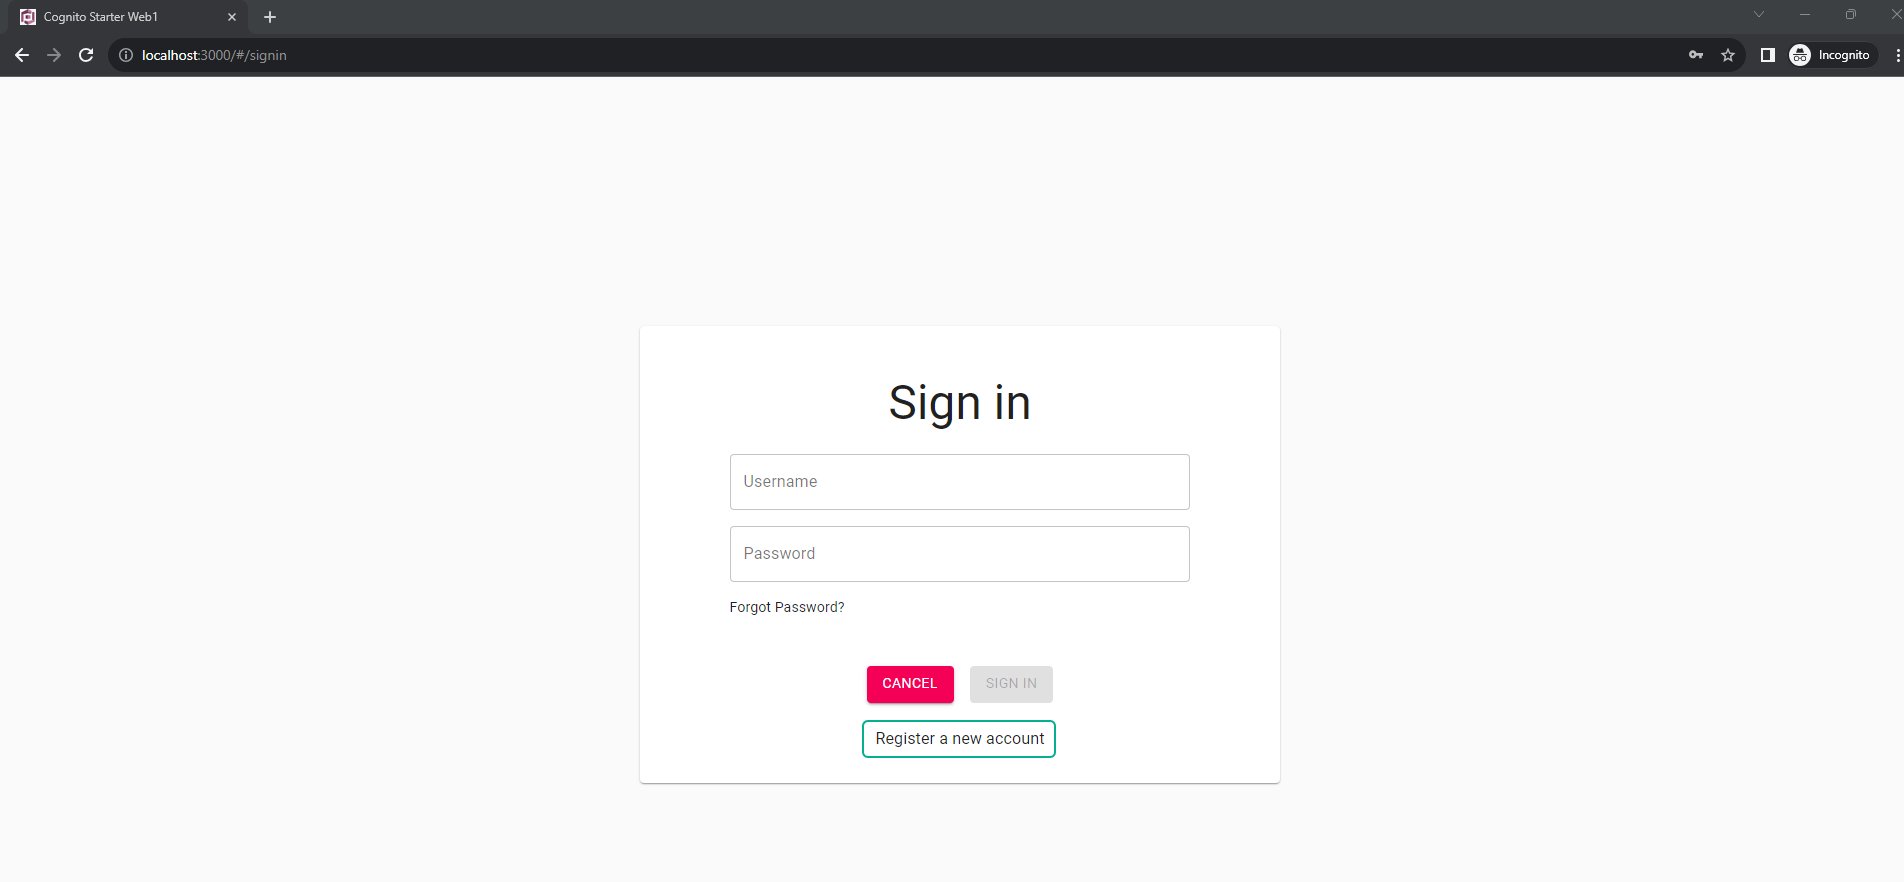 Cognito Starter Web1
localhost:3000/#/signin
Incognito
Sign in
Username
Password
Forgot Password?
CANCEL SIGN IN
Register a new account